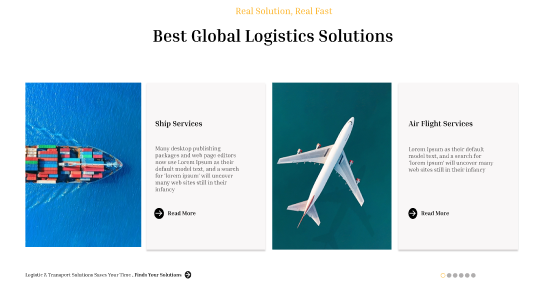 Real Solution, Real Fast
Best Global Logistics Solutions
Ship Services
Many desktop publishing
packages and web page editors
now use Lorem Ipsum as their
default model text, and a search
for 'lorem ipsum' will uncover
many web sites still in their
infancy
Read More
Air Flight Services
Lorem Ipsum as their default
model text, and a search for
'lorem ipsum' will uncover many
web sites still in their infancy
Read More
Logistic & Transport Solutions Saves Your Time. Finds Your Solutions